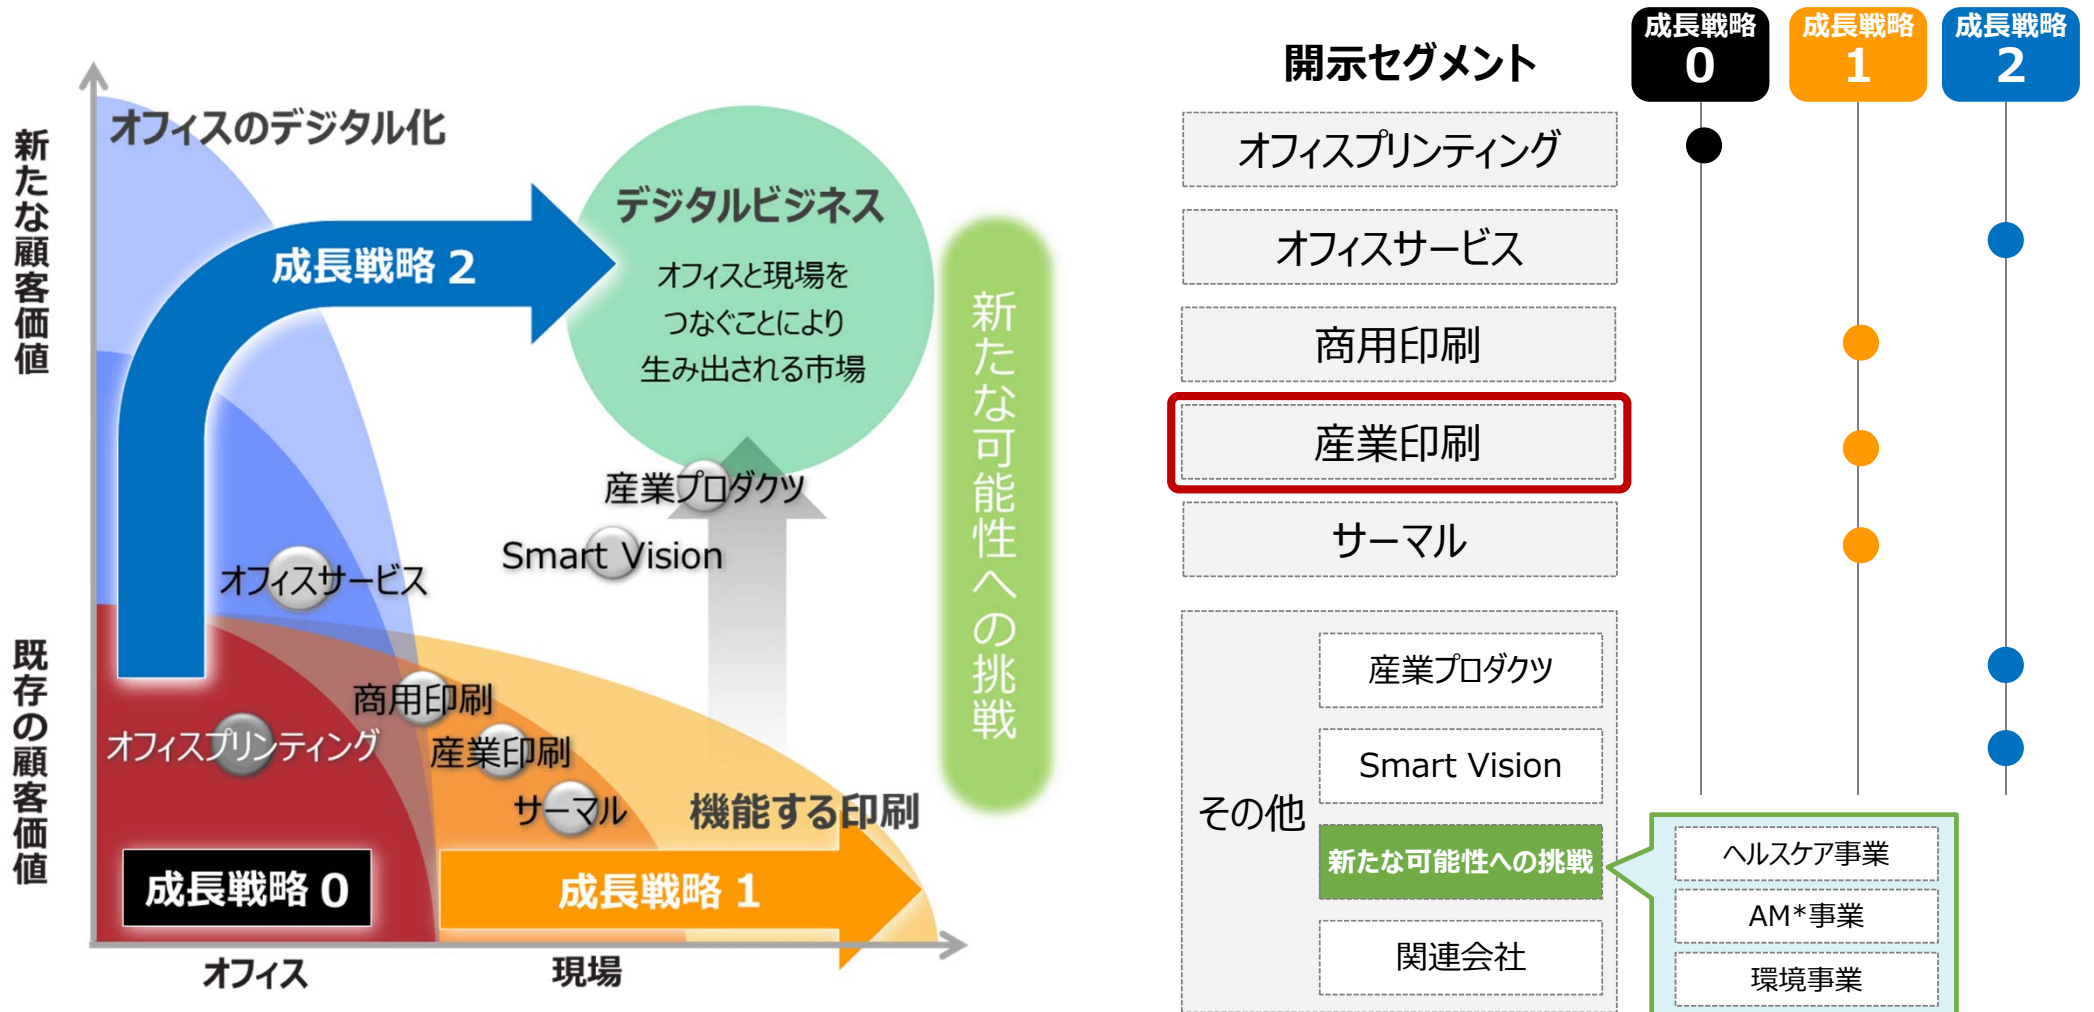 新たな顧客価値
既存の顧客価値
オフィスのデジタル化
成長戦略 2
デジタルビジネス
オフィスと現場を
つなぐことにより
生み出される市場
新たな可能性への挑戦
産業プロダクツ
Smart Vision
オフィスサービス
商用印刷
オフィスプリンティング
産業印刷
サーマル
機能する印刷
成長戦略 0
成長戦略 1
オフィス
現場
開示セグメント
成長戦略
0
成長戦略
1
成長戦略
2
オフィスプリンティング
オフィスサービス
商用印刷
産業印刷
サーマル
その他
産業プロダクツ
Smart Vision
新たな可能性への挑戦
関連会社
ヘルスケア事業
AM*事業
環境事業